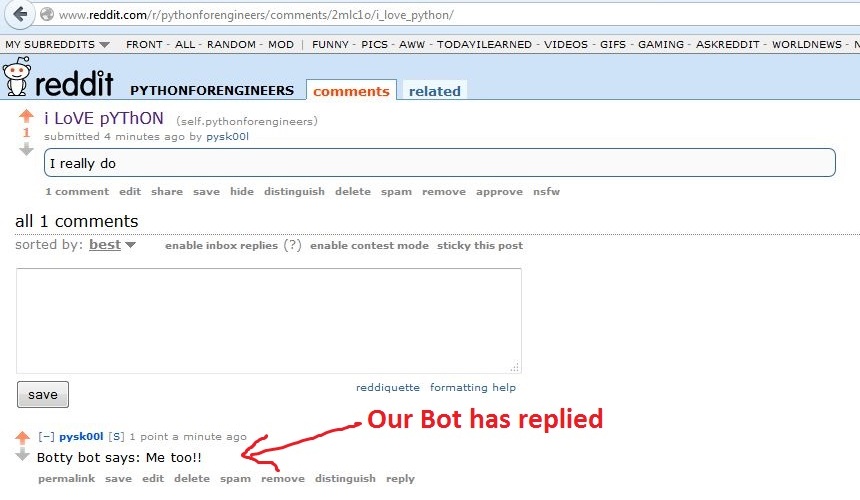 www.reddit.com/r/pythonforengineers/comments/2mlc1o/i_love_python/
MY SUBREDDITS FRONT - ALL - RANDOM - MOD | FUNNY - PICS - AWW - TODAYILEARNED - VIDEOS - GIFS - GAMING - ASKREDDIT - WORLDNEWS - N
reddit PYTHONFORENGINEERS comments related
i LoVE pYThON (self.pythonforengineers)
1
submitted 4 minutes ago by pysk00l
I really do
1 comment edit share save hide distinguish delete spam remove approve nsfw
all 1 comments
sorted by: best enable inbox replies (?) enable contest mode sticky this post
save
reddiquette formatting help
Our Bot has replied
[–] pysk00l [S] 1 point a minute ago
Botty bot says: Me too!!
permalink save edit delete spam remove distinguish reply